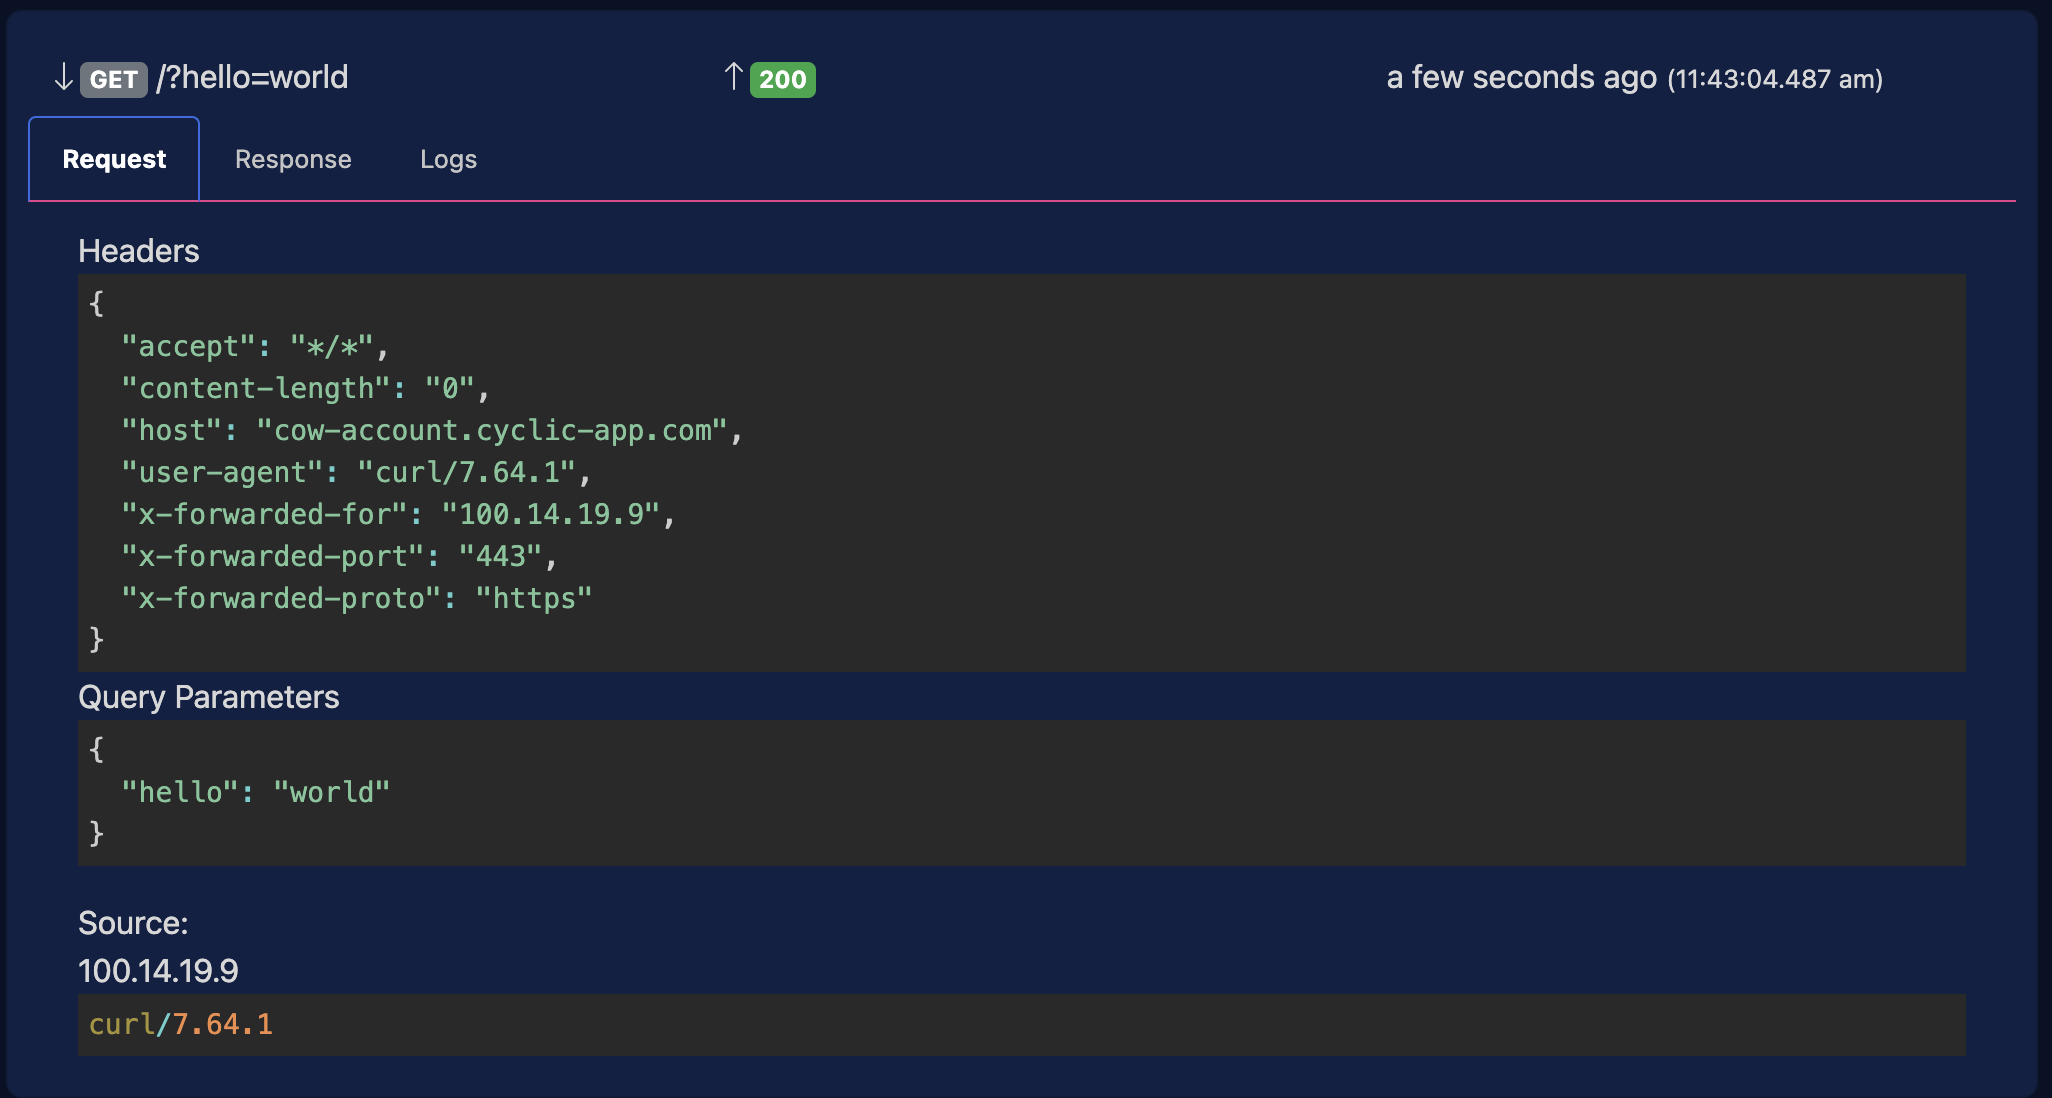 ↓ GET /?hello=world ↑ 200 a few seconds ago (11:43:04.487 am)
Request Response Logs
Headers
{
  "accept": "*/*",
  "content-length": "0",
  "host": "cow-account.cyclic-app.com",
  "user-agent": "curl/7.64.1",
  "x-forwarded-for": "100.14.19.9",
  "x-forwarded-port": "443",
  "x-forwarded-proto": "https"
}
Query Parameters
{
  "hello": "world"
}
Source:
100.14.19.9
curl/7.64.1